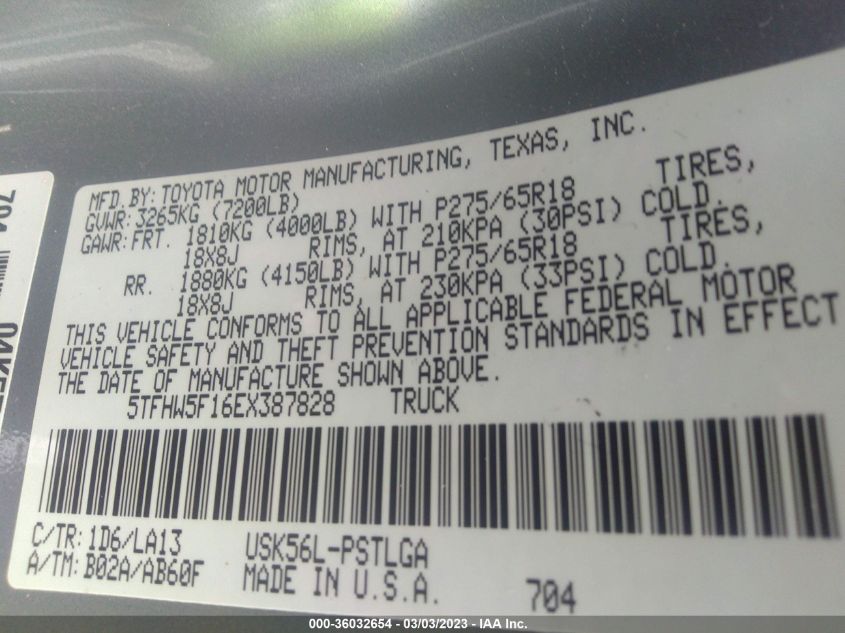 MFD.BY: TOYOTA MOTOR MANUFACTURING, TEXAS, INC.
GVWR: 3265KG (7200LB)
GAWR: FRT. 1810KG (4000LB) WITH P275/65R18 TIRES,
18X8J RIMS, AT 210KPA (30PSI) COLD.
RR. 1880KG (4150LB) WITH P275/65R18 TIRES,
18X8J RIMS, AT 230KPA (33PSI) COLD.
THIS VEHICLE CONFORMS TO ALL APPLICABLE FEDERAL MOTOR
VEHICLE SAFETY AND THEFT PREVENTION STANDARDS IN EFFECT
THE DATE OF MANUFACTURE SHOWN ABOVE.
5TFHW5F16EX387828 TRUCK
C/TR: 1D6/LA13 USK56L-PSTLGA
A/TM: B02A/AB60F MADE IN U.S.A. 704
704
000-36032654 - 03/03/2023 - IAA Inc.